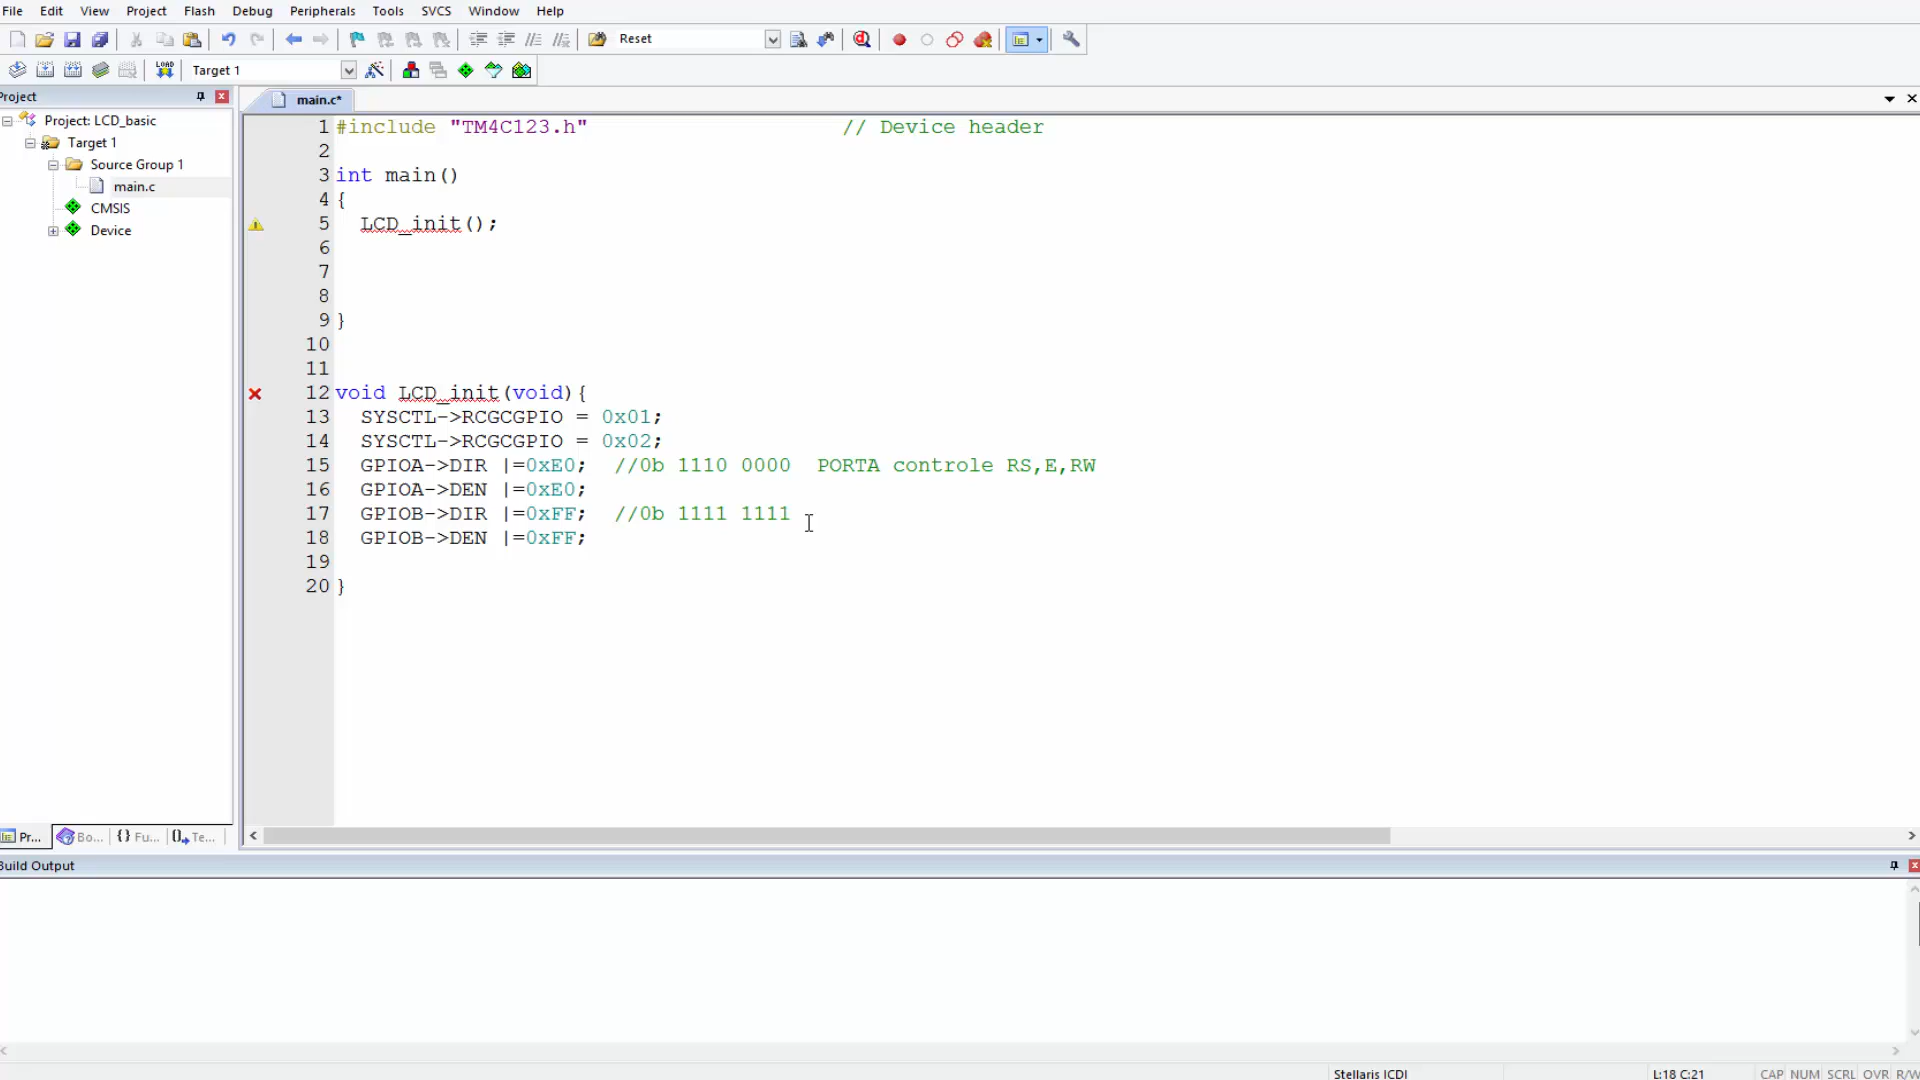 File Edit View Project Flash Debug Peripherals Tools SVCS Window Help
Reset
LOAD
Target 1
Project
Project: LCD_basic
Target 1
Source Group 1
main.c
CMSIS
Device
Pr... Bo... {} Fu... Te...
main.c*
1 #include "TM4C123.h" // Device header
2
3 int main()
4 {
5 LCD_init();
6
7
8
9 }
10
11
12 void LCD_init(void){
13 SYSCTL->RCGCGPIO = 0x01;
14 SYSCTL->RCGCGPIO = 0x02;
15 GPIOA->DIR |=0xE0; //0b 1110 0000 PORTA controle RS,E,RW
16 GPIOA->DEN |=0xE0;
17 GPIOB->DIR |=0xFF; //0b 1111 1111
18 GPIOB->DEN |=0xFF;
19
20 }
Build Output
Stellaris ICDI L:18 C:21 CAP NUM SCRL OVR R/W